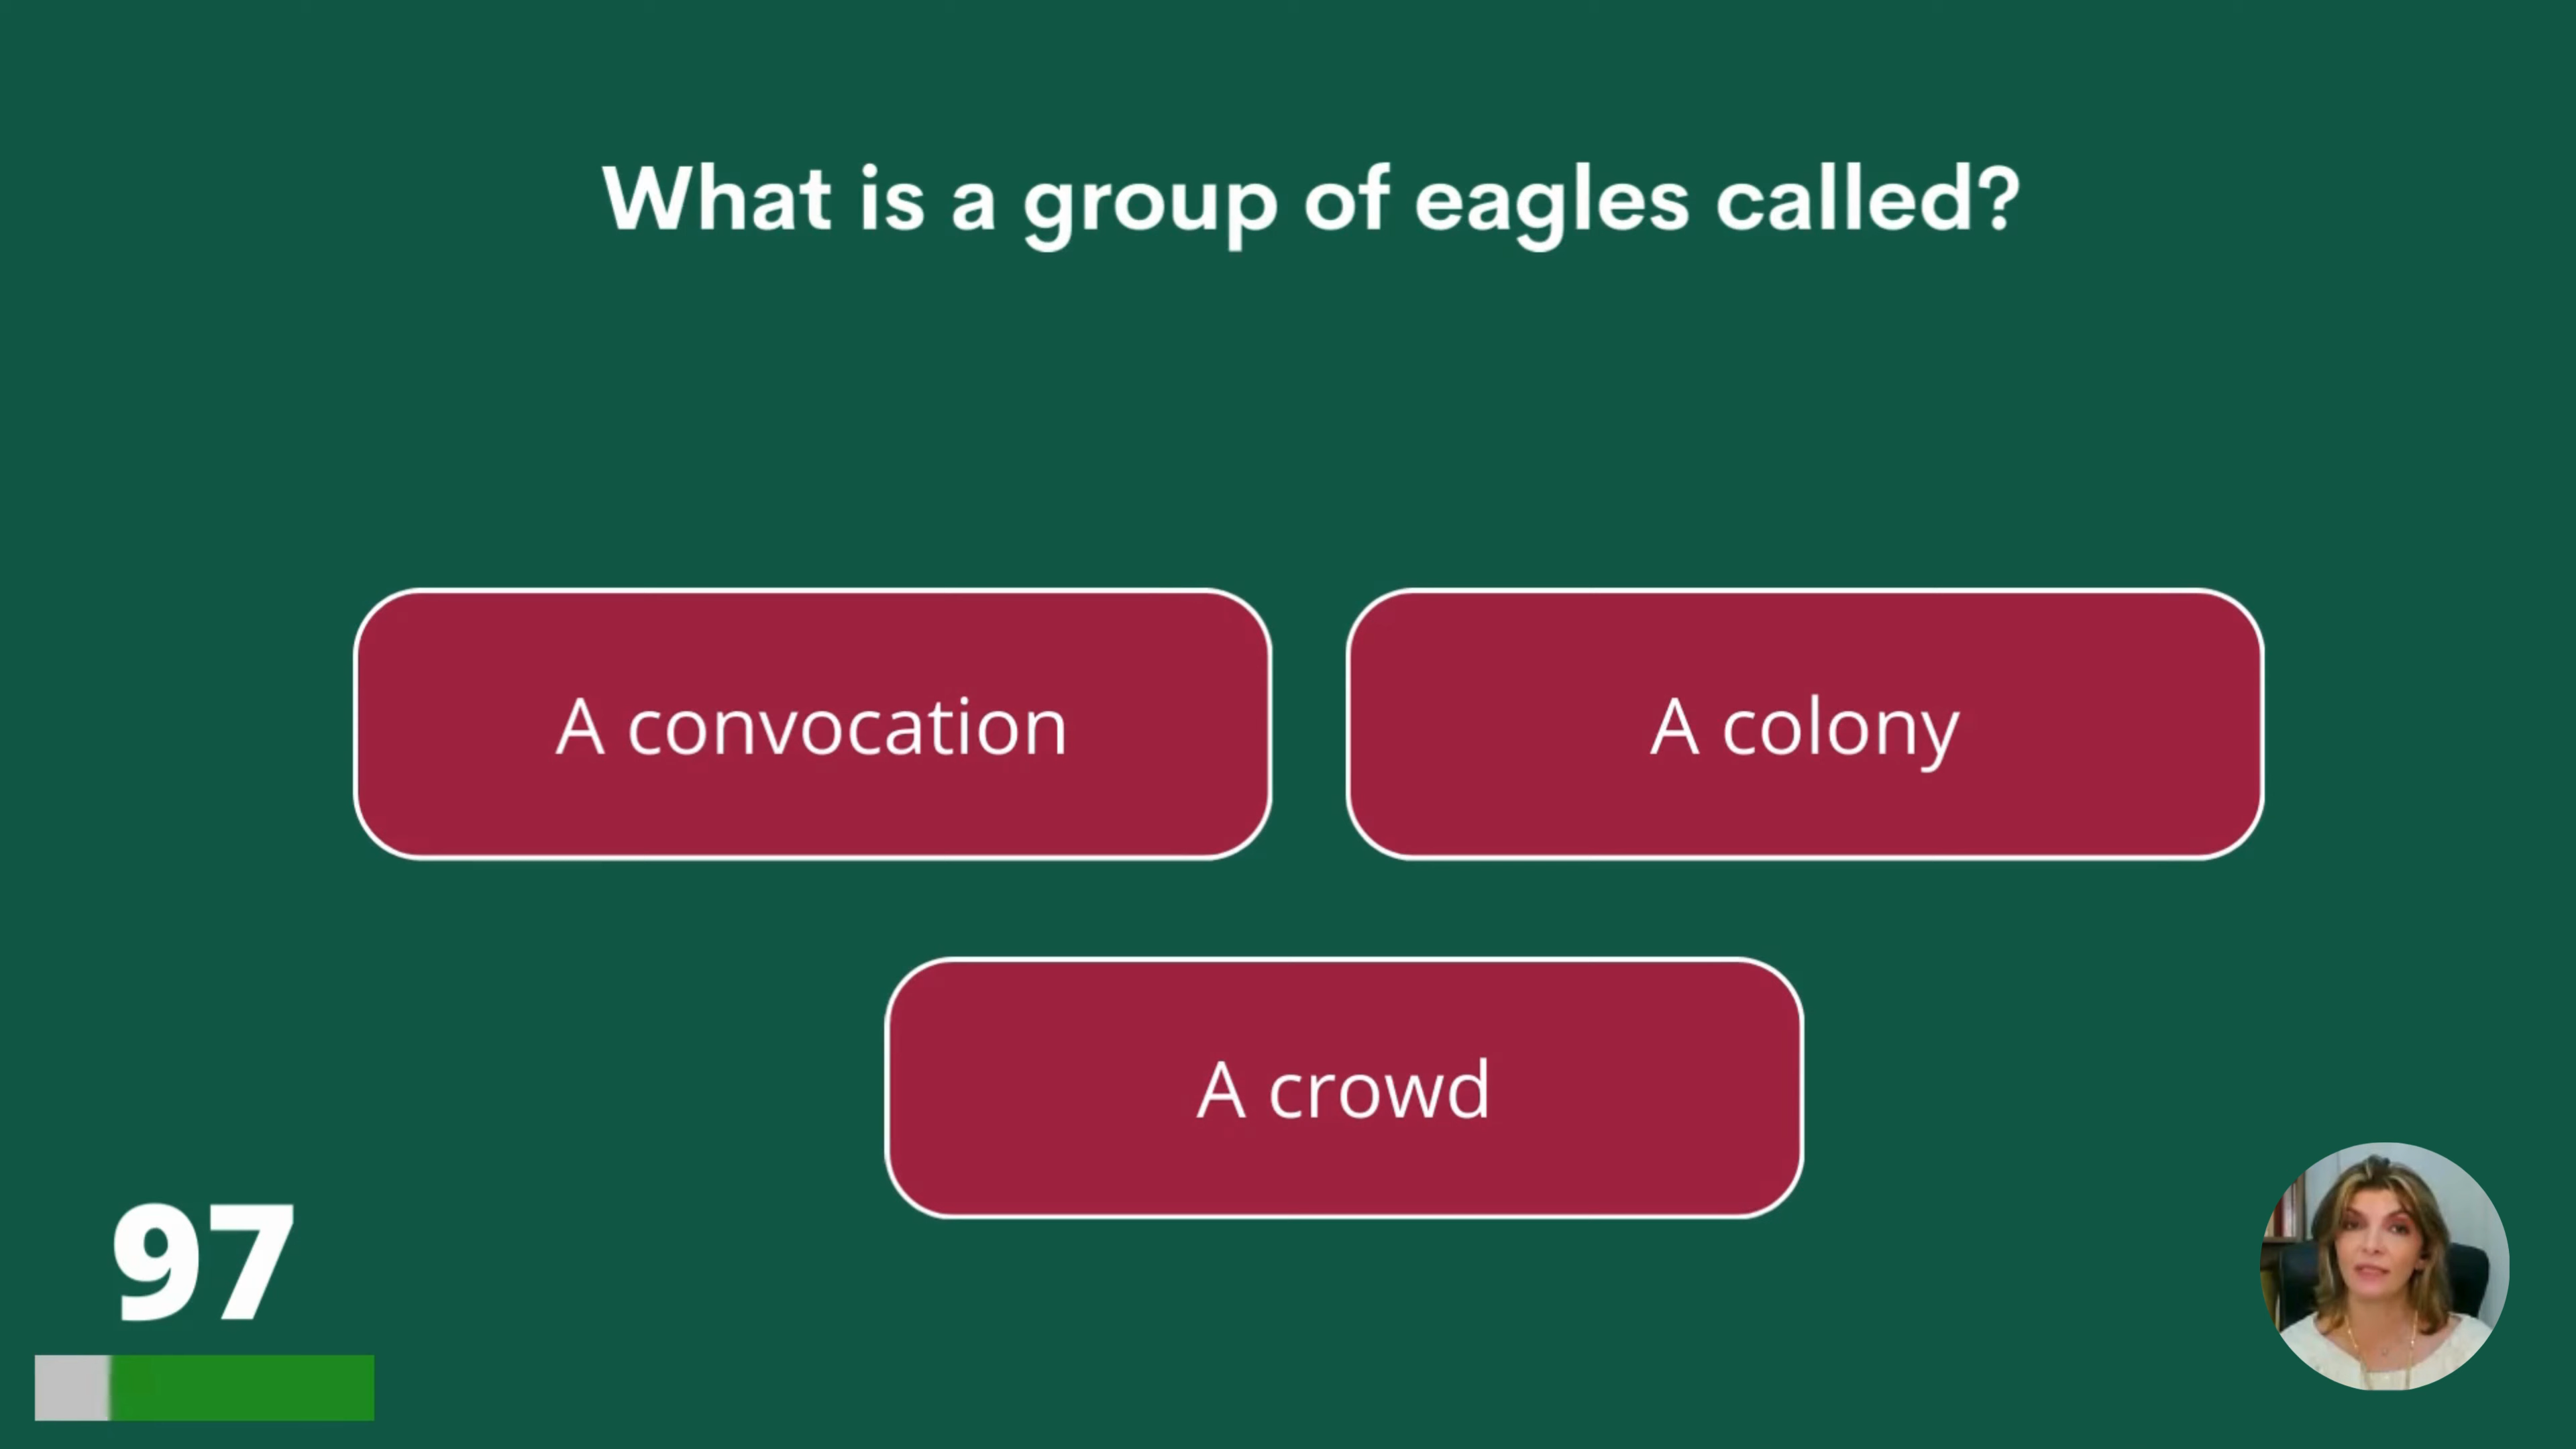 What is a group of eagles called?
A convocation
A colony
A crowd
97